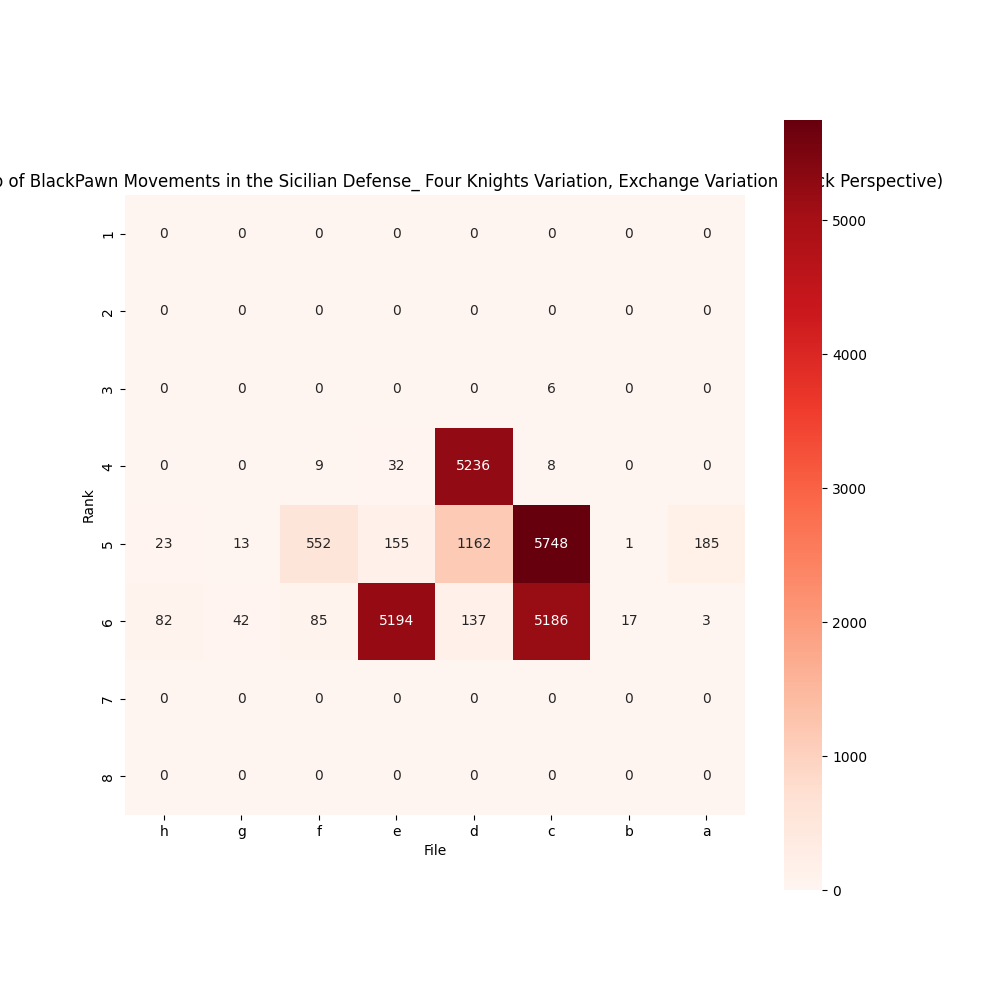 of BlackPawn Movements in the Sicilian Defense_ Four Knights Variation, Exchange Variation Perspective)
5000
1 0 0 0 0 0 0 0 0
2 0 0 0 0 0 0 0 0
4000
3 0 0 0 0 0 6 0 0
3000
4 0 0 9 32 5236 8 0 0
Rank
5 23 13 552 155 1162 5748 1 185
2000
6 82 42 85 5194 137 5186 17 3
1000
7 0 0 0 0 0 0 0 0
8 0 0 0 0 0 0 0 0
h g f e d c b a
File
0